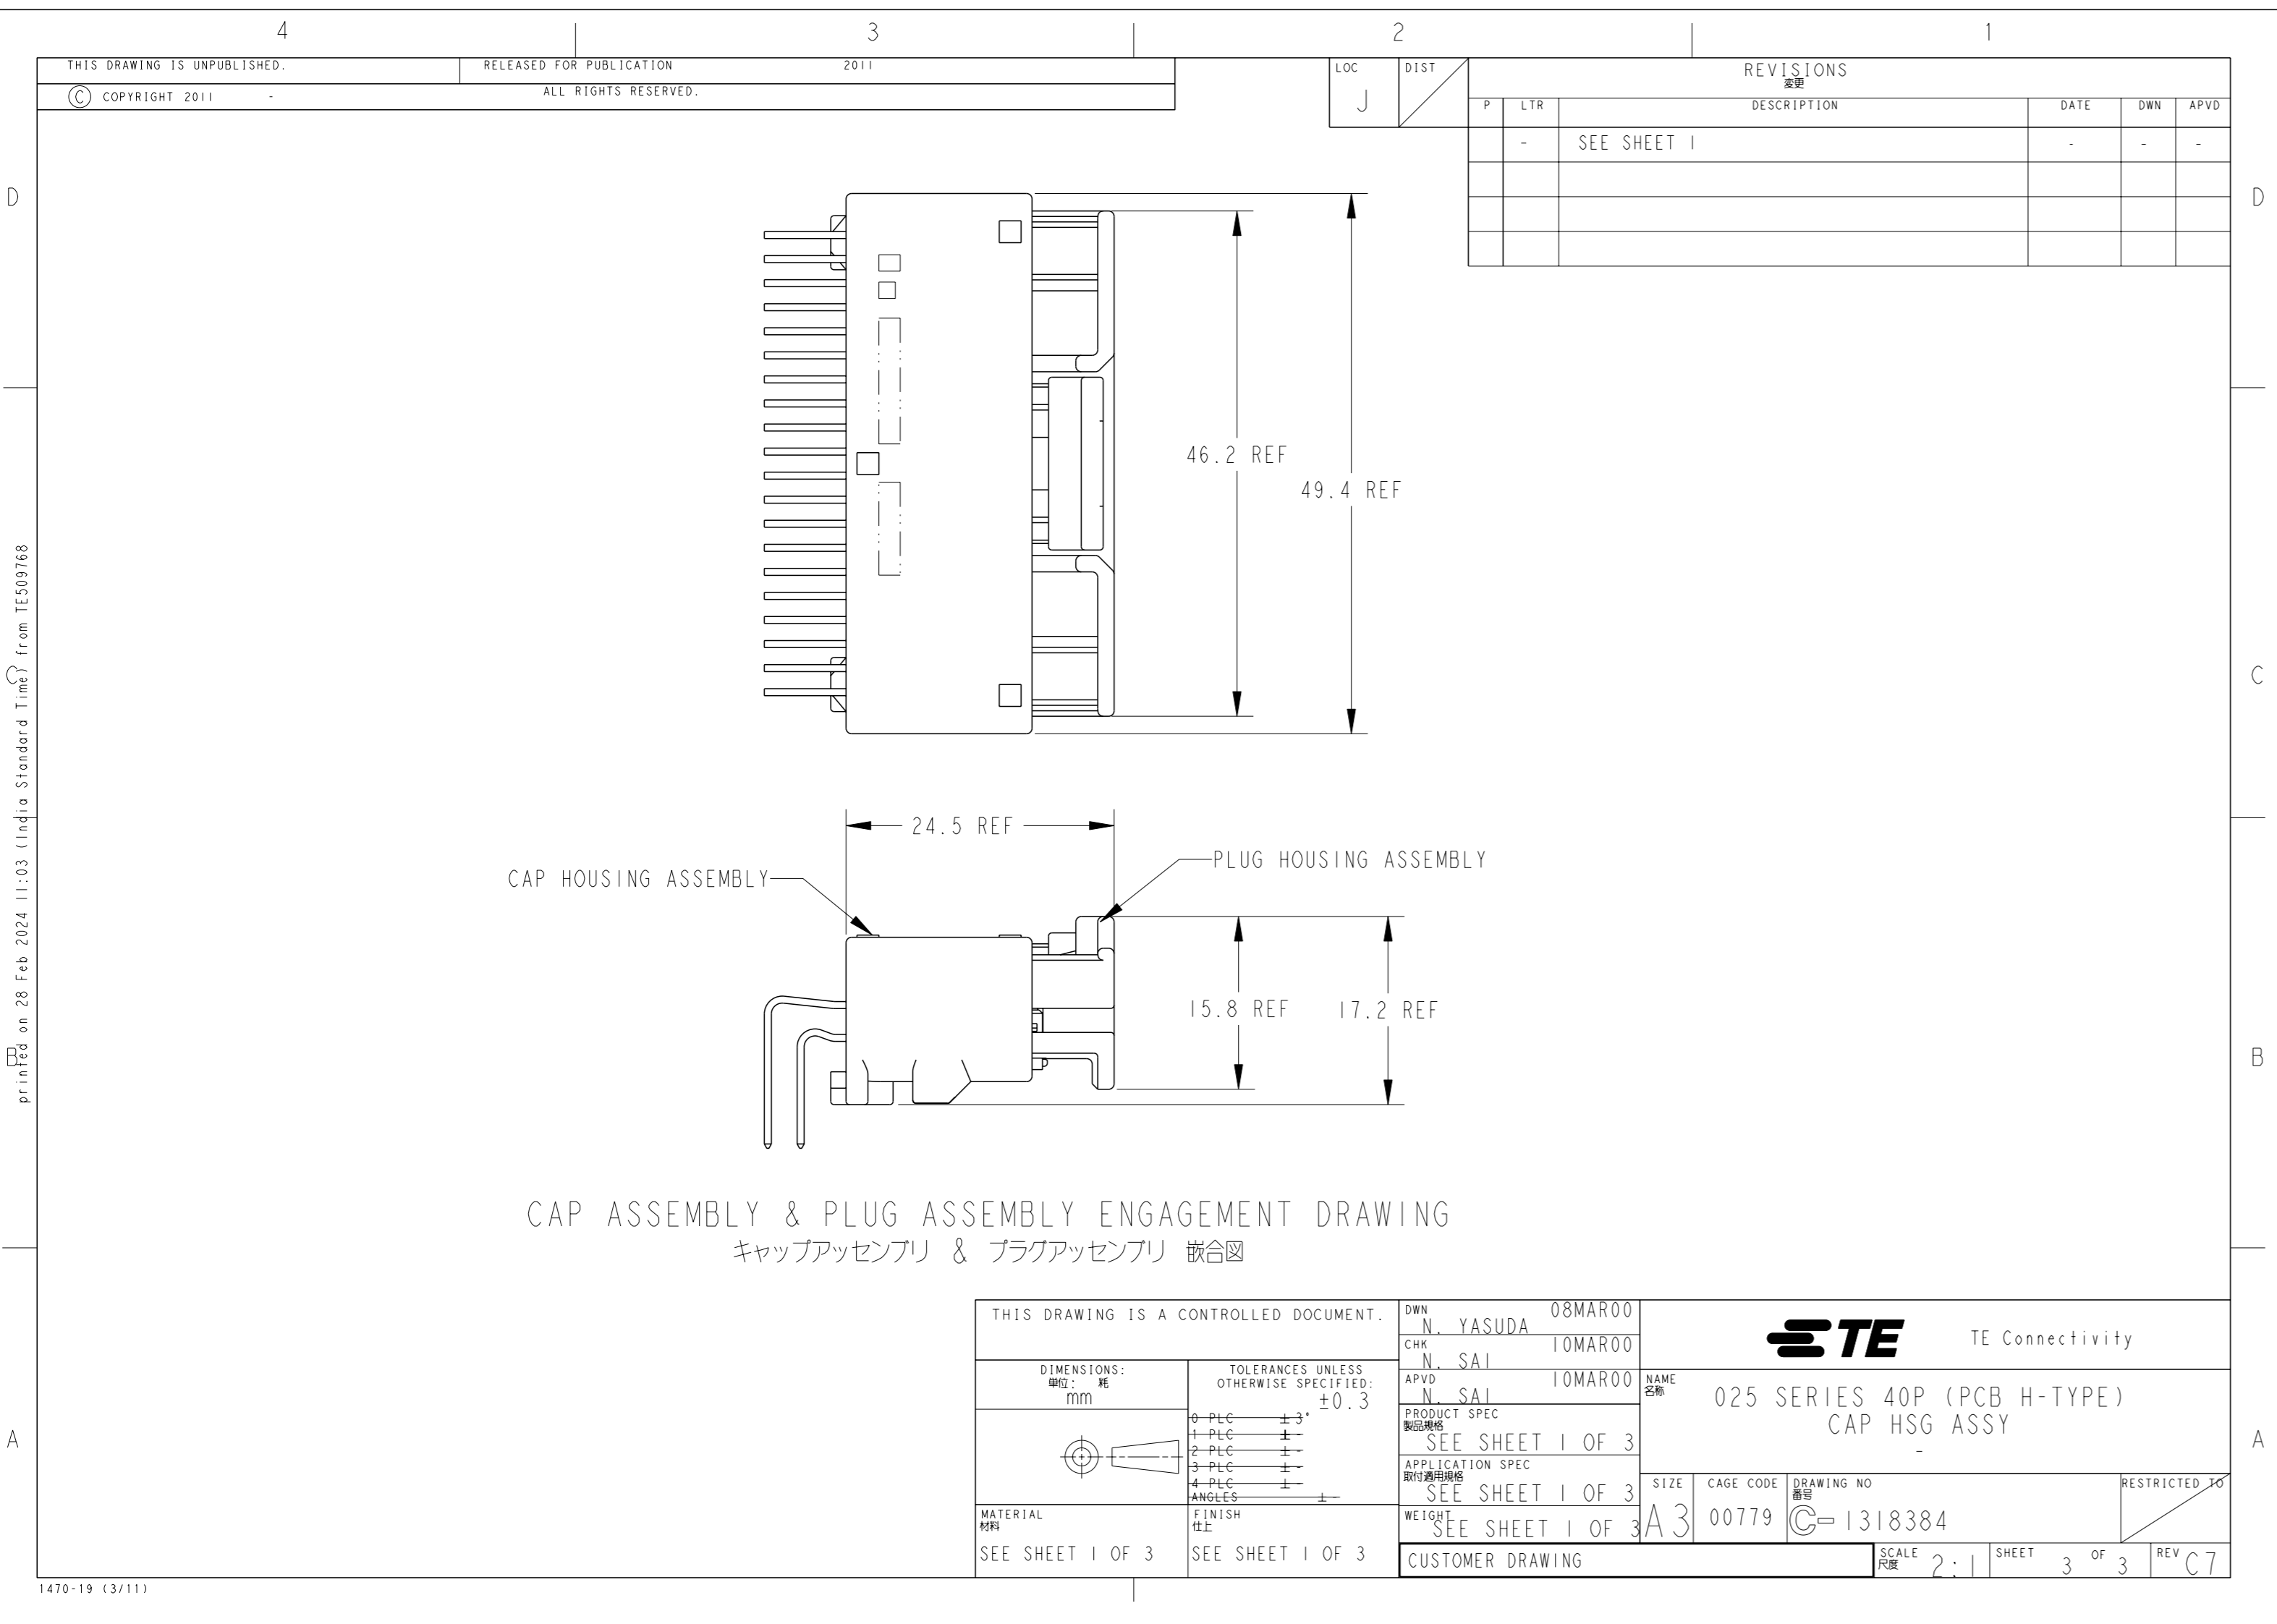 4 3 2 1
THIS DRAWING IS UNPUBLISHED. RELEASED FOR PUBLICATION 2011
© COPYRIGHT 2011 - ALL RIGHTS RESERVED.
LOC DIST
J
REVISIONS
変更
P LTR DESCRIPTION DATE DWN APVD
- SEE SHEET 1 - - -
D D
46.2 REF
49.4 REF
C C
24.5 REF
CAP HOUSING ASSEMBLY
PLUG HOUSING ASSEMBLY
15.8 REF 17.2 REF
B B
printed on 28 Feb 2024 11:03 (India Standard Time) from TE509768
CAP ASSEMBLY & PLUG ASSEMBLY ENGAGEMENT DRAWING
キャップアッセンブリ & プラグアッセンブリ 嵌合図
A A
THIS DRAWING IS A CONTROLLED DOCUMENT.
DIMENSIONS:
単位: 粍
mm
TOLERANCES UNLESS
OTHERWISE SPECIFIED:
±0.3
0 PLC ±3°
1 PLC ±-
2 PLC ±-
3 PLC ±-
4 PLC ±-
ANGLES ±-
MATERIAL
材料
SEE SHEET 1 OF 3
FINISH
仕上
SEE SHEET 1 OF 3
DWN 08MAR00
N. YASUDA
CHK 10MAR00
N. SAI
APVD 10MAR00
N. SAI
PRODUCT SPEC
製品規格
SEE SHEET 1 OF 3
APPLICATION SPEC
取付適用規格
SEE SHEET 1 OF 3
WEIGHT
SEE SHEET 1 OF 3
CUSTOMER DRAWING
TE TE Connectivity
NAME
名称
025 SERIES 40P (PCB H-TYPE)
CAP HSG ASSY
-
SIZE CAGE CODE DRAWING NO RESTRICTED TO
番号
A3 00779 C-1318384
SCALE 2:1 SHEET 3 OF 3 REV C7
尺度
1470-19 (3/11)